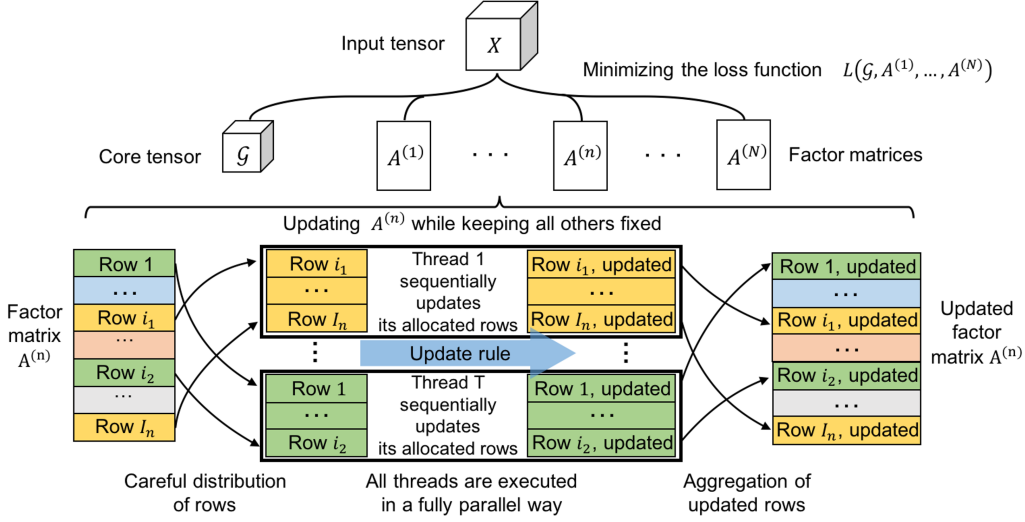 Input tensor
X
Minimizing the loss function L(𝒢, A⁽¹⁾, ..., A⁽ᴺ⁾)
Core tensor
𝒢
A⁽¹⁾
· · ·
A⁽ⁿ⁾
· · ·
A⁽ᴺ⁾
Factor matrices
Updating A⁽ⁿ⁾ while keeping all others fixed
Factor
matrix
A⁽ⁿ⁾
Row 1
...
Row i₁
...
Row i₂
...
Row Iₙ
Row i₁
...
Row Iₙ
Thread 1
sequentially
updates
its allocated rows
Row i₁, updated
...
Row Iₙ, updated
⋮
Update rule
⋮
Row 1
...
Row i₂
Thread T
sequentially
updates
its allocated rows
Row 1, updated
...
Row i₂, updated
Row 1, updated
...
Row i₁, updated
...
Row i₂, updated
...
Row Iₙ, updated
Updated
factor
matrix A⁽ⁿ⁾
Careful distribution
of rows
All threads are executed
in a fully parallel way
Aggregation of
updated rows